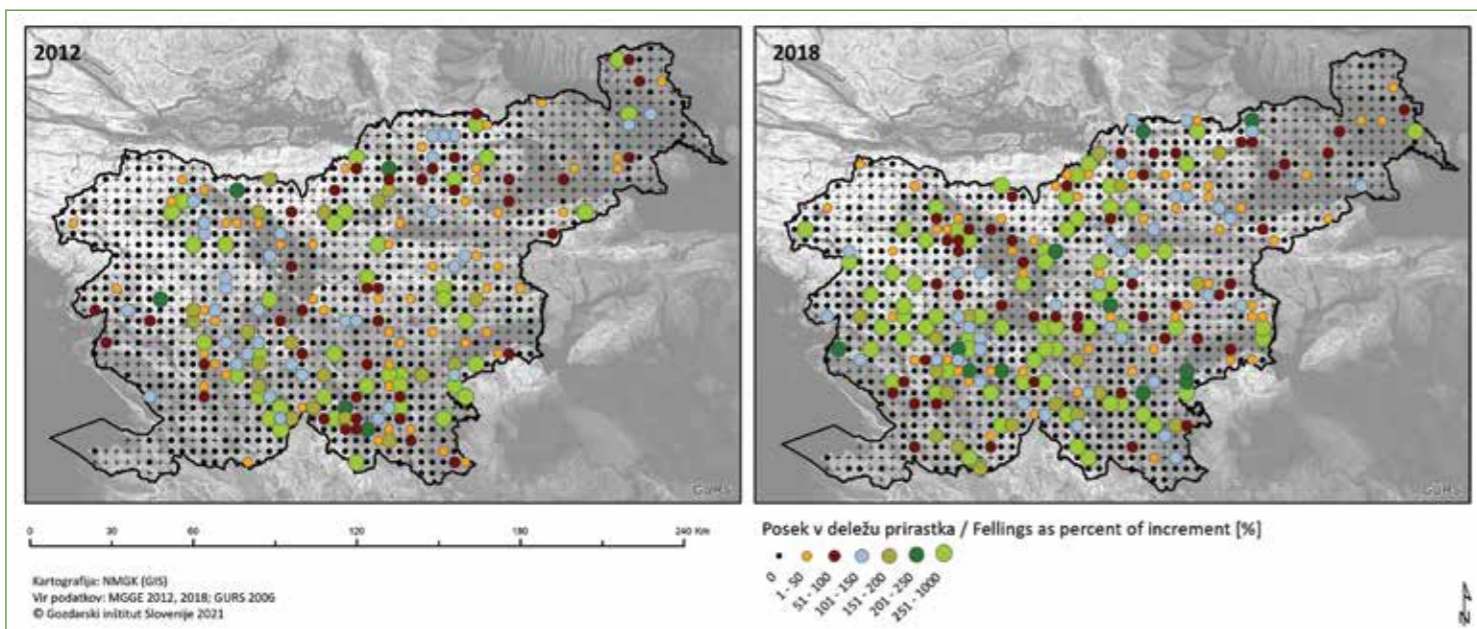 2012
2018
GURS
GURS
0 30 60 120 180 240 Km
Posek v deležu prirastka / Fellings as percent of increment [%]
0
1 - 50
51 - 100
101 - 150
151 - 200
201 - 250
251 - 1000
Kartografija: NMGK (GIS)
Vir podatkov: MGGE 2012, 2018; GURS 2006
© Gozdarski inštitut Slovenije 2021
N